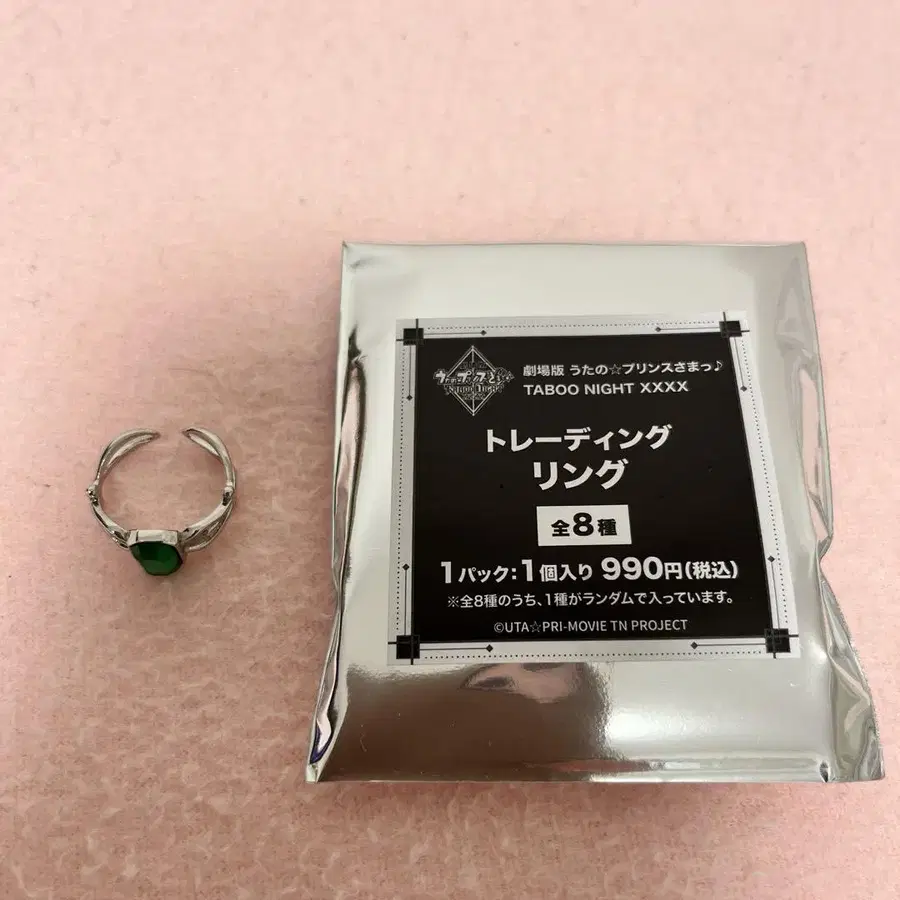 劇場版 うたの☆プリンスさまっ♪
TABOO NIGHT XXXX
トレーディング
リング
全8種
1パック:1個入り 990円(税込)
※全8種のうち、1種がランダムで入っています。
©UTA☆PRI-MOVIE TN PROJECT